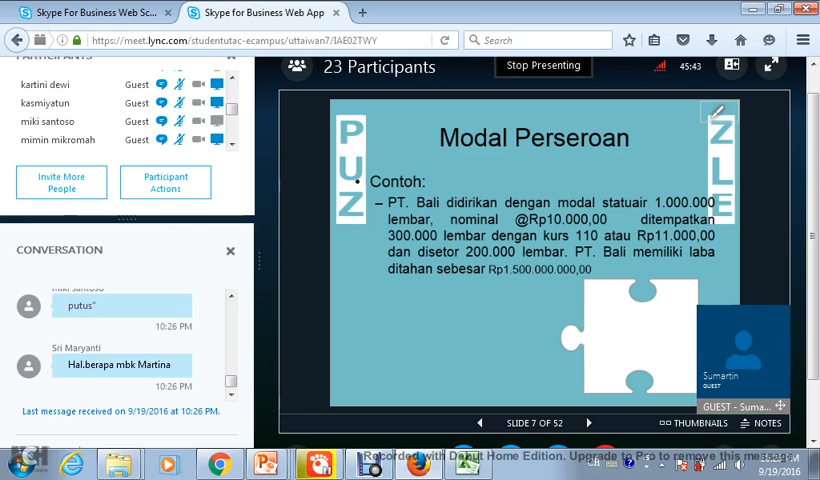 Skype For Business Web Sc...
Skype for Business Web App
https://meet.lync.com/studentutac-ecampus/uttaiwan7/IAE02TWY
Search
PARTICIPANTS
kartini dewi Guest
kasmiyatun Guest
miki santoso Guest
mimin mikromah Guest
Invite More People
Participant Actions
CONVERSATION
miki santoso
putus"
10:26 PM
Sri Maryanti
Hal.berapa mbk Martina
10:26 PM
Last message received on 9/19/2016 at 10:26 PM.
23 Participants
Stop Presenting
45:43
PUZ
ZLE
Modal Perseroan
• Contoh:
– PT. Bali didirikan dengan modal statuair 1.000.000
lembar, nominal @Rp10.000,00 ditempatkan
300.000 lembar dengan kurs 110 atau Rp11.000,00
dan disetor 200.000 lembar. PT. Bali memiliki laba
ditahan sebesar Rp1.500.000.000,00
Sumartin
GUEST
GUEST - Suma...
SLIDE 7 OF 52
THUMBNAILS
NOTES
Recorded with Debut Home Edition. Upgrade to Pro to remove this message.
CH
9/19/2016